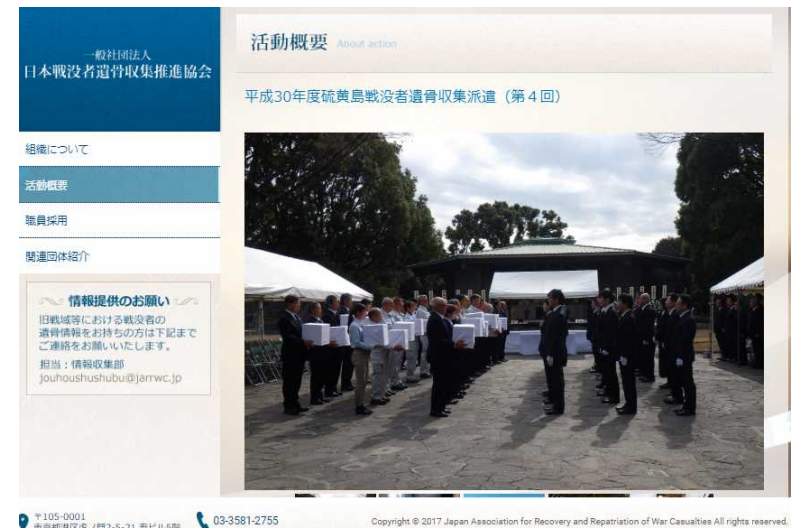 一般社団法人
日本戦没者遺骨収集推進協会
組織について
活動概要
職員採用
関連団体紹介
情報提供のお願い
旧戦域等における戦没者の
遺骨情報をお持ちの方は下記まで
ご連絡をお願いいたします。
担当：情報収集部
jouhoushushubu@jarrwc.jp
活動概要 About action
平成30年度硫黄島戦没者遺骨収集派遣（第４回）
〒105-0001
03-3581-2755
Copyright © 2017 Japan Association for Recovery and Repatriation of War Casualties All rights reserved.